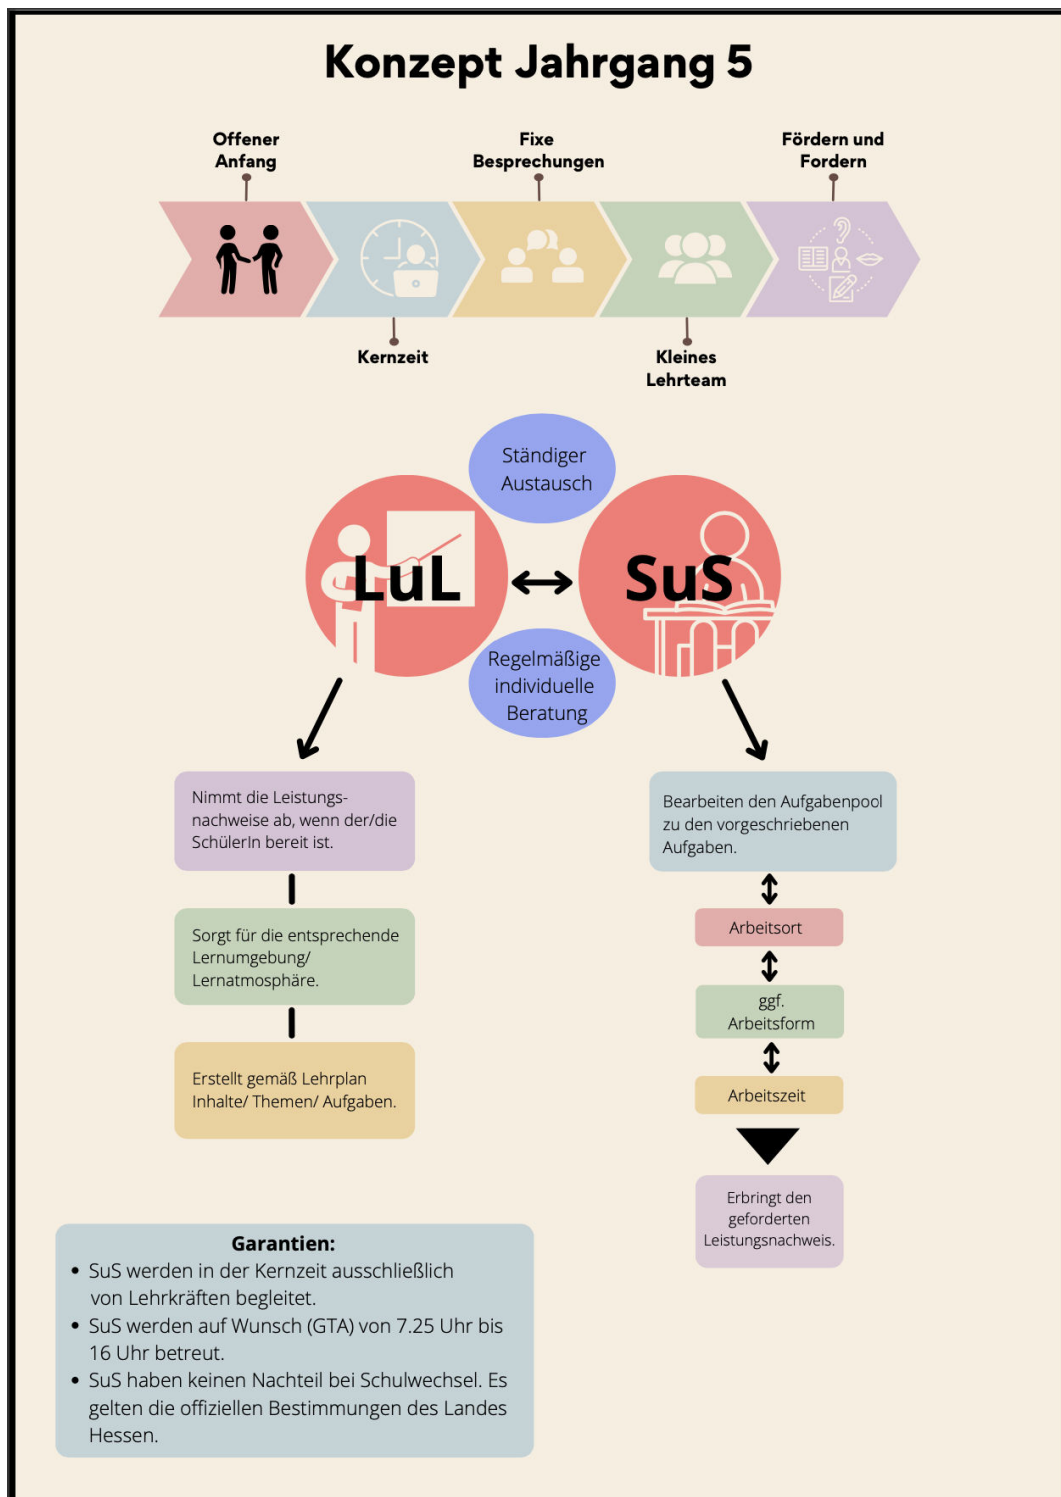 Konzept Jahrgang 5
Offener
Anfang
Fixe
Besprechungen
Fördern und
Fordern
Kernzeit
Kleines
Lehrteam
Ständiger
Austausch
LuL
SuS
Regelmäßige
individuelle
Beratung
Nimmt die Leistungs-
nachweise ab, wenn der/die
SchülerIn bereit ist.
Sorgt für die entsprechende
Lernumgebung/
Lernatmosphäre.
Erstellt gemäß Lehrplan
Inhalte/ Themen/ Aufgaben.
Bearbeiten den Aufgabenpool
zu den vorgeschriebenen
Aufgaben.
Arbeitsort
ggf.
Arbeitsform
Arbeitszeit
Erbringt den
geforderten
Leistungsnachweis.
Garantien:
• SuS werden in der Kernzeit ausschließlich
von Lehrkräften begleitet.
• SuS werden auf Wunsch (GTA) von 7.25 Uhr bis
16 Uhr betreut.
• SuS haben keinen Nachteil bei Schulwechsel. Es
gelten die offiziellen Bestimmungen des Landes
Hessen.